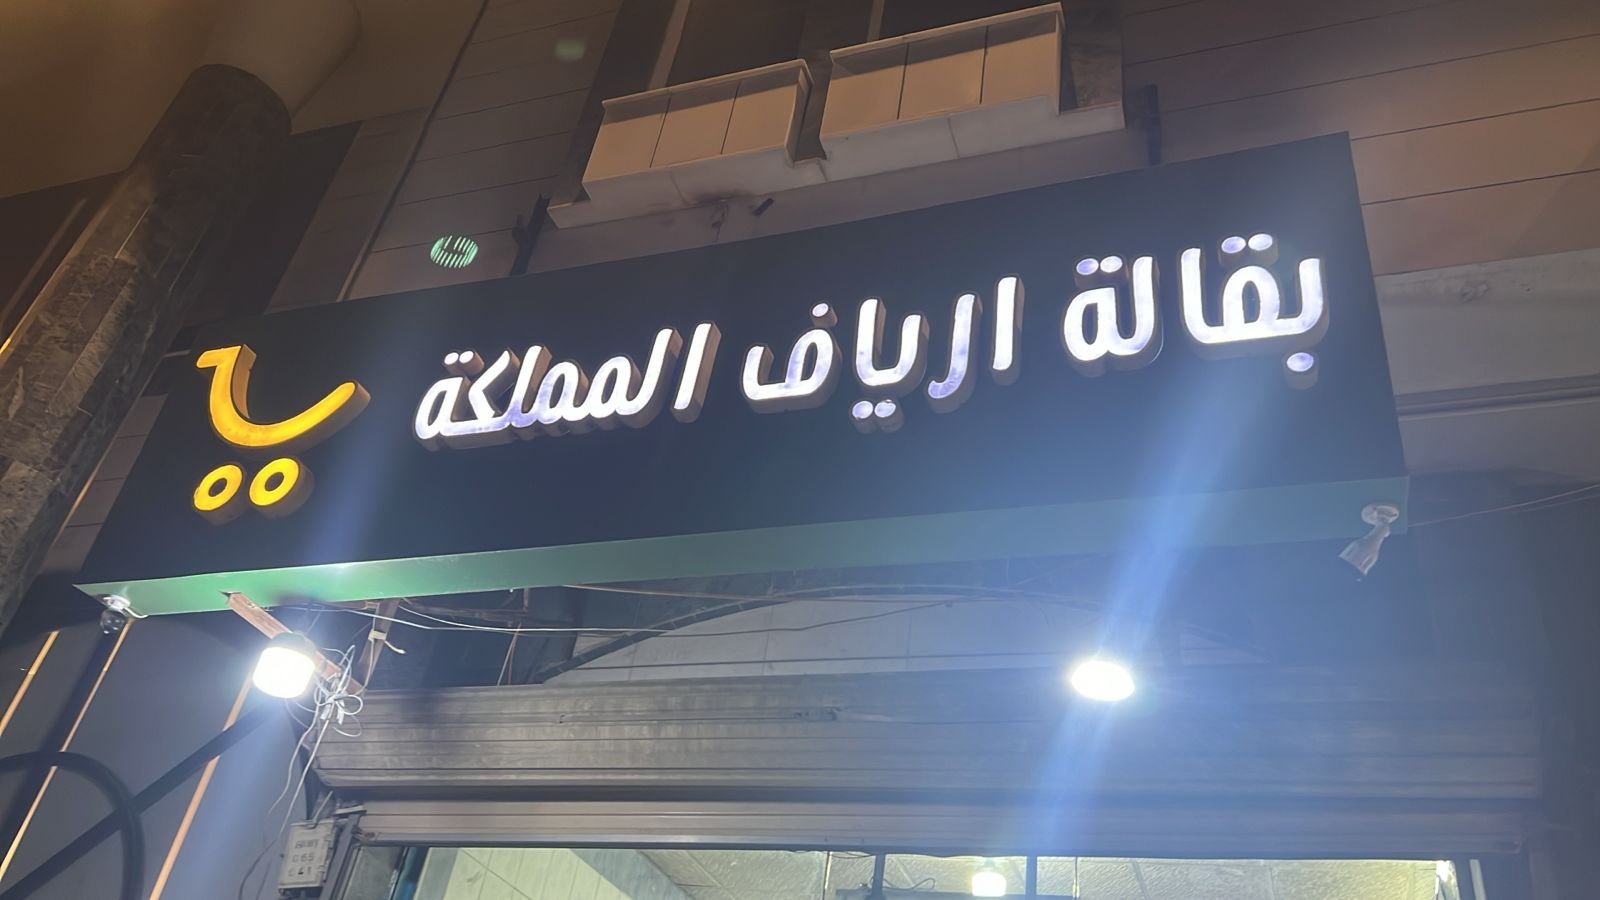 بقالة ارياف المملكة